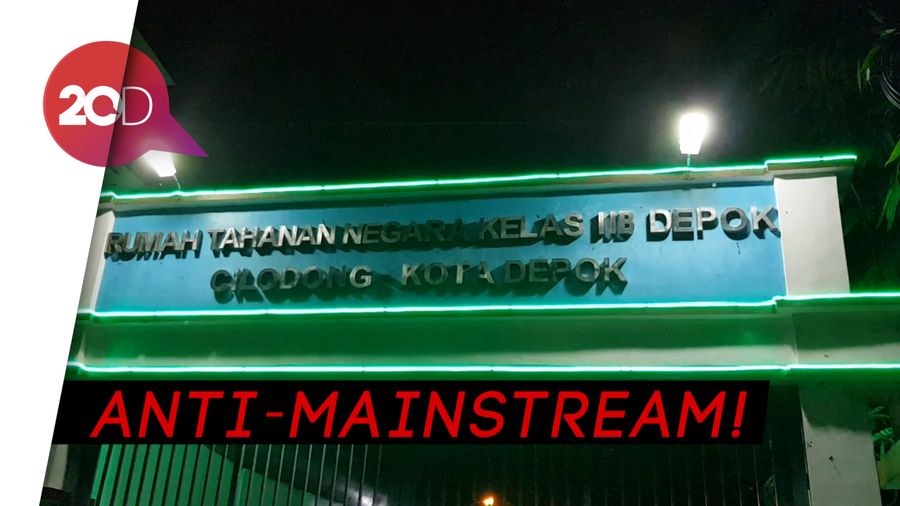 20D
RUMAH TAHANAN NEGARA KELAS IIB DEPOK
CILODONG KOTA DEPOK
ANTI-MAINSTREAM!